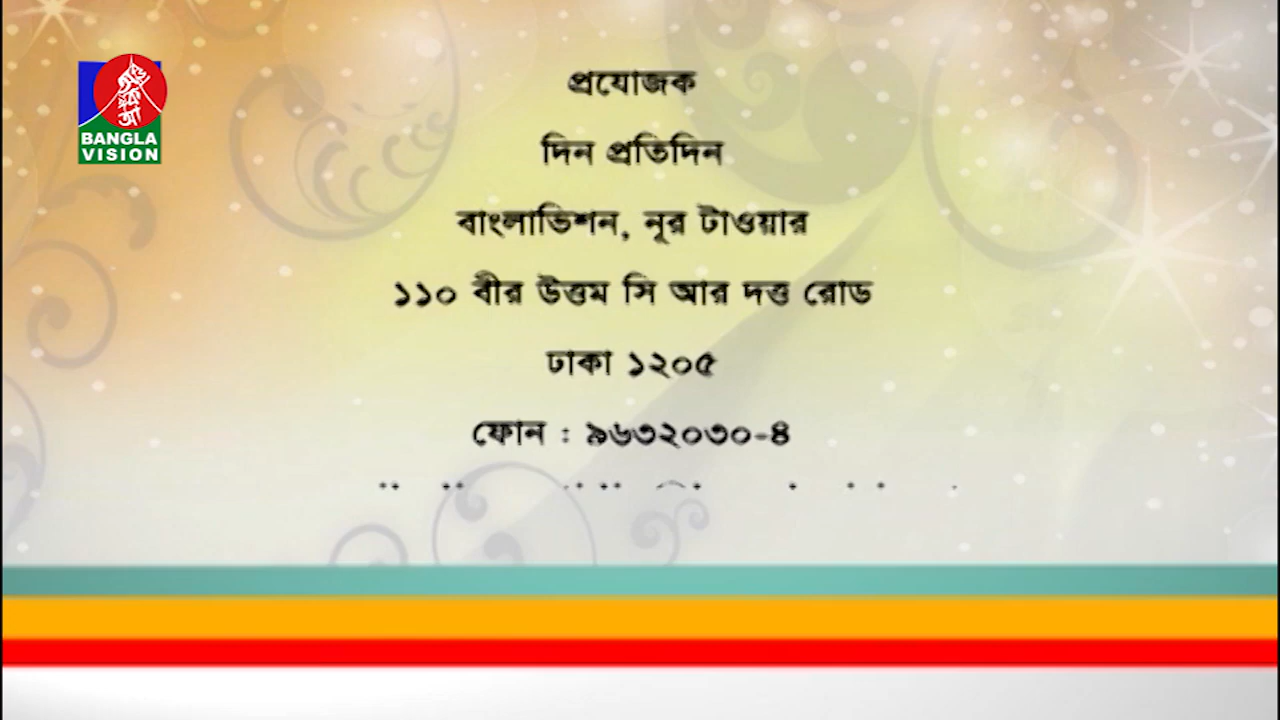 BANGLA
VISION
প্রযোজক
দিন প্রতিদিন
বাংলাভিশন, নূর টাওয়ার
১১০ বীর উত্তম সি আর দত্ত রোড
ঢাকা ১২০৫
ফোন : ৯৬৩২০৩০-৪